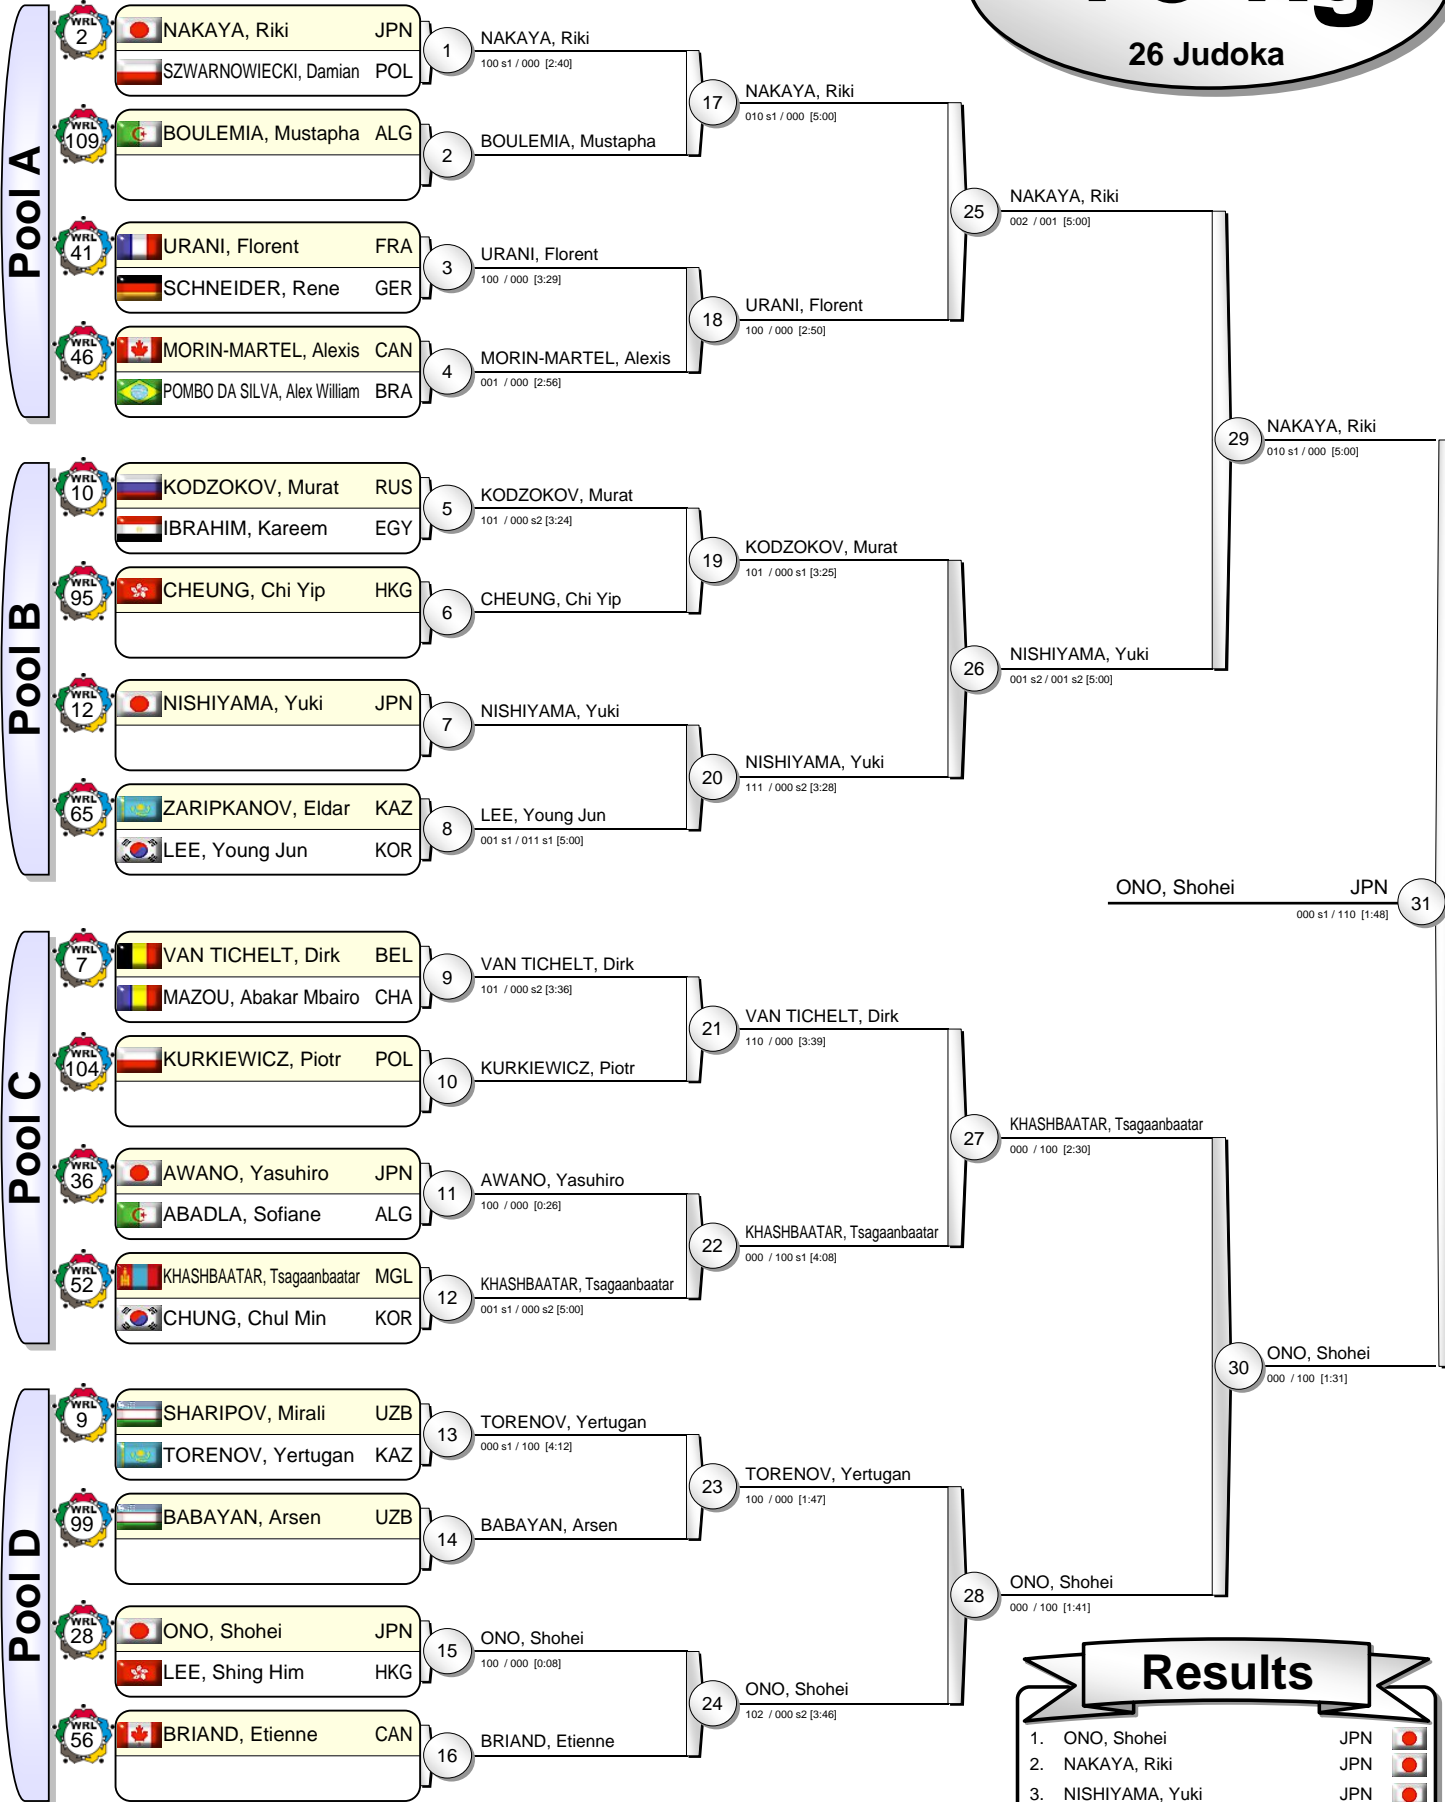 26 Judoka
Pool A
WRL 2 NAKAYA, Riki JPN
SZWARNOWIECKI, Damian POL
1 NAKAYA, Riki
100 s1 / 000 [2:40]
WRL 109 BOULEMIA, Mustapha ALG
2 BOULEMIA, Mustapha
17 NAKAYA, Riki
010 s1 / 000 [5:00]
WRL 41 URANI, Florent FRA
SCHNEIDER, Rene GER
3 URANI, Florent
100 / 000 [3:29]
WRL 46 MORIN-MARTEL, Alexis CAN
POMBO DA SILVA, Alex William BRA
4 MORIN-MARTEL, Alexis
001 / 000 [2:56]
18 URANI, Florent
100 / 000 [2:50]
25 NAKAYA, Riki
002 / 001 [5:00]
Pool B
WRL 10 KODZOKOV, Murat RUS
IBRAHIM, Kareem EGY
5 KODZOKOV, Murat
101 / 000 s2 [3:24]
WRL 95 CHEUNG, Chi Yip HKG
6 CHEUNG, Chi Yip
19 KODZOKOV, Murat
101 / 000 s1 [3:25]
WRL 12 NISHIYAMA, Yuki JPN
7 NISHIYAMA, Yuki
WRL 65 ZARIPKANOV, Eldar KAZ
LEE, Young Jun KOR
8 LEE, Young Jun
001 s1 / 011 s1 [5:00]
20 NISHIYAMA, Yuki
111 / 000 s2 [3:28]
26 NISHIYAMA, Yuki
001 s2 / 001 s2 [5:00]
29 NAKAYA, Riki
010 s1 / 000 [5:00]
ONO, Shohei JPN 31
000 s1 / 110 [1:48]
Pool C
WRL 7 VAN TICHELT, Dirk BEL
MAZOU, Abakar Mbairo CHA
9 VAN TICHELT, Dirk
101 / 000 s2 [3:36]
WRL 104 KURKIEWICZ, Piotr POL
10 KURKIEWICZ, Piotr
21 VAN TICHELT, Dirk
110 / 000 [3:39]
WRL 36 AWANO, Yasuhiro JPN
ABADLA, Sofiane ALG
11 AWANO, Yasuhiro
100 / 000 [0:26]
WRL 52 KHASHBAATAR, Tsagaanbaatar MGL
CHUNG, Chul Min KOR
12 KHASHBAATAR, Tsagaanbaatar
001 s1 / 000 s2 [5:00]
22 KHASHBAATAR, Tsagaanbaatar
000 / 100 s1 [4:08]
27 KHASHBAATAR, Tsagaanbaatar
000 / 100 [2:30]
Pool D
WRL 9 SHARIPOV, Mirali UZB
TORENOV, Yertugan KAZ
13 TORENOV, Yertugan
000 s1 / 100 [4:12]
WRL 99 BABAYAN, Arsen UZB
14 BABAYAN, Arsen
23 TORENOV, Yertugan
100 / 000 [1:47]
WRL 28 ONO, Shohei JPN
LEE, Shing Him HKG
15 ONO, Shohei
100 / 000 [0:08]
WRL 56 BRIAND, Etienne CAN
16 BRIAND, Etienne
24 ONO, Shohei
102 / 000 s2 [3:46]
28 ONO, Shohei
000 / 100 [1:41]
30 ONO, Shohei
000 / 100 [1:31]
Results
1. ONO, Shohei JPN
2. NAKAYA, Riki JPN
3. NISHIYAMA, Yuki JPN